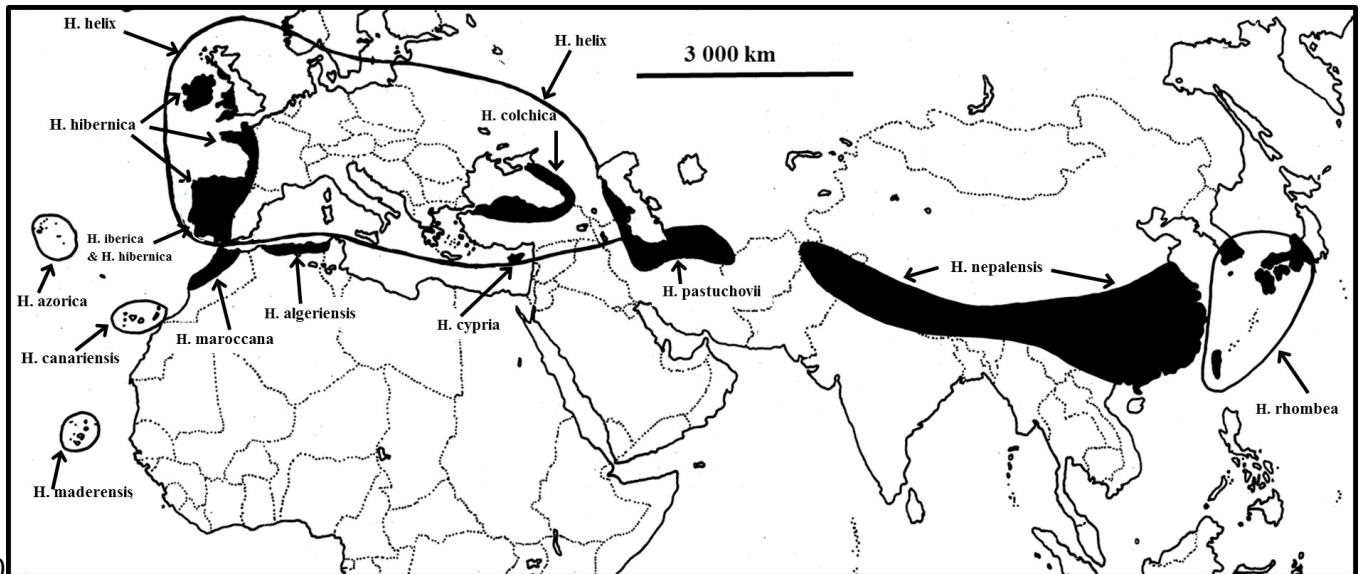 H. helix
H. helix
3 000 km
H. colchica
H. hibernica
H. iberica
& H. hibernica
H. nepalensis
H. azorica
H. pastuchovii
H. algeriensis
H. cypria
H. maroccana
H. canariensis
H. rhombea
H. maderensis